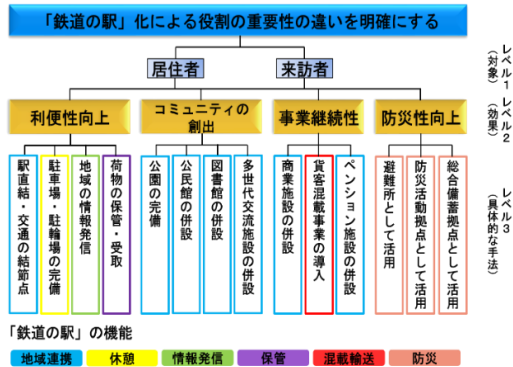 「鉄道の駅」化による役割の重要性の違いを明確にする
居住者
来訪者
レベル1
（対象）
利便性向上
コミュニティの
創出
事業継続性
防災性向上
レベル2
（効果）
駅直結・交通の結節点
駐車場・駐輪場の完備
地域の情報発信
荷物の保管・受取
公園の完備
公民館の併設
図書館の併設
多世代交流施設の併設
商業施設の併設
貨客混載事業の導入
ペンション施設の併設
避難所として活用
防災活動拠点として活用
総合備蓄拠点として活用
レベル3
（具体的な手法）
「鉄道の駅」の機能
地域連携
休憩
情報発信
保管
混載輸送
防災